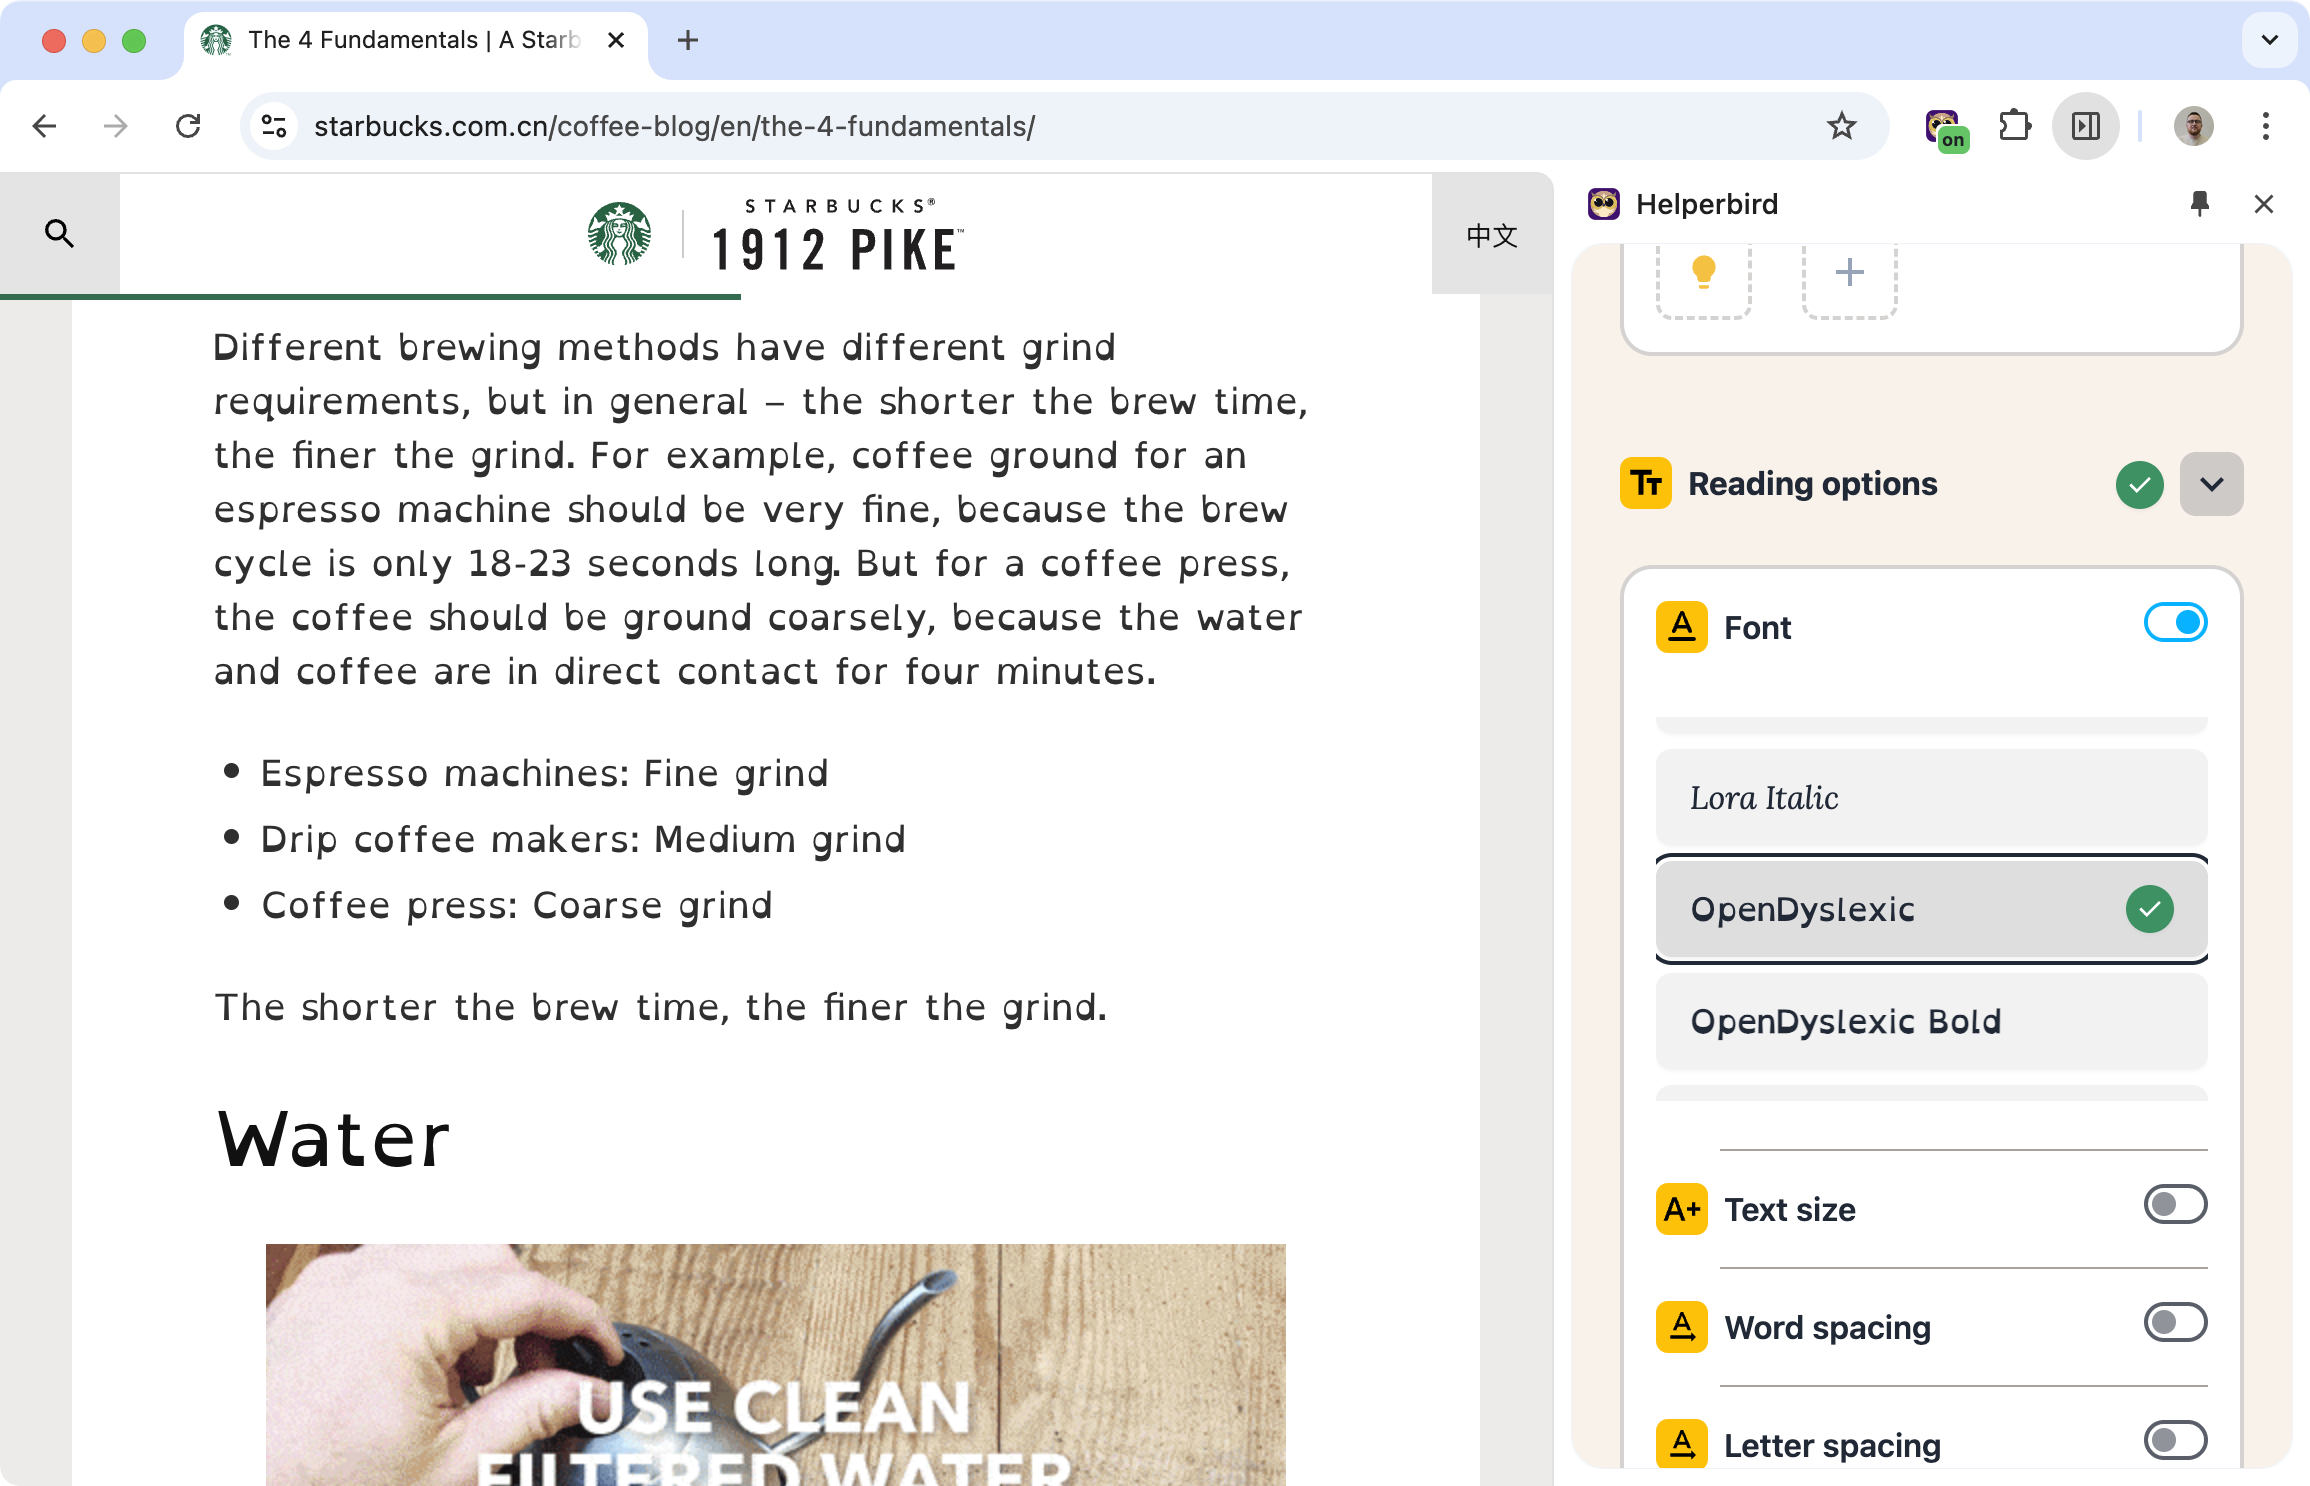 The 4 Fundamentals | A Starb
starbucks.com.cn/coffee-blog/en/the-4-fundamentals/
on
STARBUCKS®
1912 PIKE™
中文
Different brewing methods have different grind
requirements, but in general – the shorter the brew time,
the finer the grind. For example, coffee ground for an
espresso machine should be very fine, because the brew
cycle is only 18-23 seconds long. But for a coffee press,
the coffee should be ground coarsely, because the water
and coffee are in direct contact for four minutes.
• Espresso machines: Fine grind
• Drip coffee makers: Medium grind
• Coffee press: Coarse grind
The shorter the brew time, the finer the grind.
Water
USE CLEAN
FILTERED WATER
Helperbird
TT Reading options
A Font
Lora Italic
OpenDyslexic
OpenDyslexic Bold
A+ Text size
A Word spacing
A Letter spacing